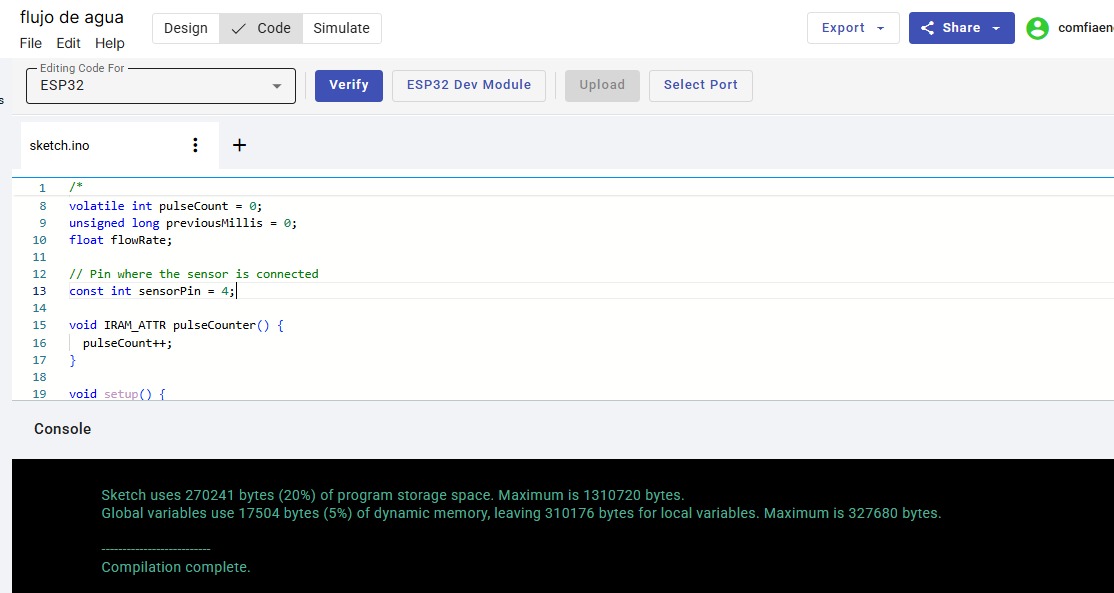 flujo de agua
File Edit Help
Design Code Simulate
Export Share comfiaen
s
Editing Code For
ESP32
Verify ESP32 Dev Module Upload Select Port
sketch.ino
1 /*
8 volatile int pulseCount = 0;
9 unsigned long previousMillis = 0;
10 float flowRate;
11
12 // Pin where the sensor is connected
13 const int sensorPin = 4;
14
15 void IRAM_ATTR pulseCounter() {
16 pulseCount++;
17 }
18
19 void setup() {
Console
Sketch uses 270241 bytes (20%) of program storage space. Maximum is 1310720 bytes.
Global variables use 17504 bytes (5%) of dynamic memory, leaving 310176 bytes for local variables. Maximum is 327680 bytes.
--------------------------
Compilation complete.